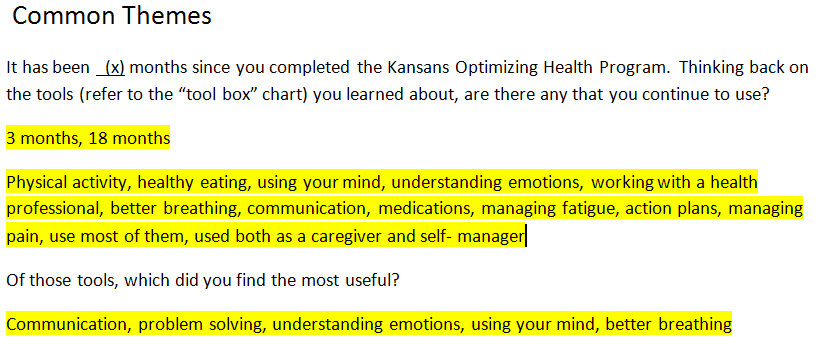 Common Themes
It has been _(x) months since you completed the Kansans Optimizing Health Program. Thinking back on
the tools (refer to the “tool box” chart) you learned about, are there any that you continue to use?
3 months, 18 months
Physical activity, healthy eating, using your mind, understanding emotions, working with a health
professional, better breathing, communication, medications, managing fatigue, action plans, managing
pain, use most of them, used both as a caregiver and self- manager
Of those tools, which did you find the most useful?
Communication, problem solving, understanding emotions, using your mind, better breathing